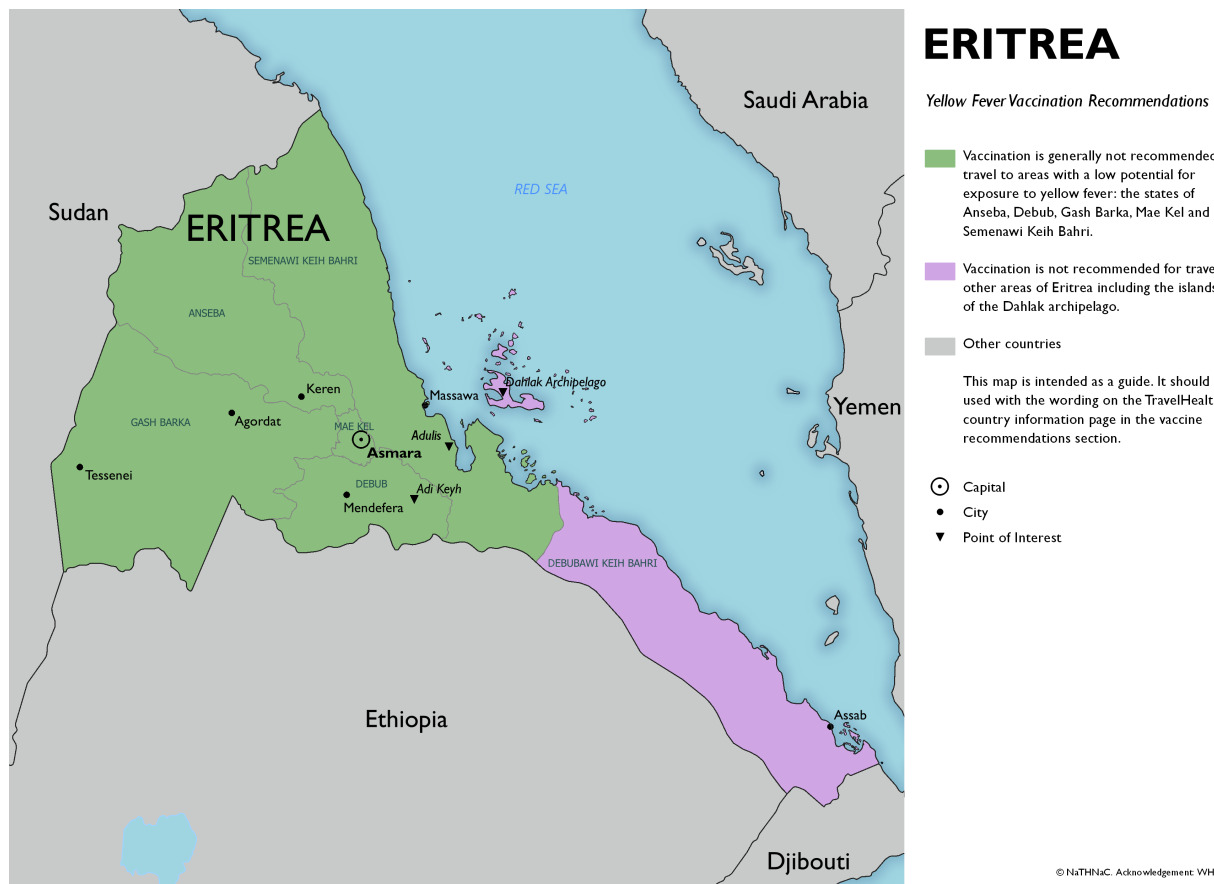 ERITREA
Yellow Fever Vaccination Recommendations
Vaccination is generally not recommended
travel to areas with a low potential for
exposure to yellow fever: the states of
Anseba, Debub, Gash Barka, Mae Kel and
Semenawi Keih Bahri.
Vaccination is not recommended for trave
other areas of Eritrea including the islands
of the Dahlak archipelago.
Other countries
This map is intended as a guide. It should
used with the wording on the TravelHealt
country information page in the vaccine
recommendations section.
Capital
City
Point of Interest
© NaTHNaC. Acknowledgement: WH
Saudi Arabia
RED SEA
Sudan
ERITREA
SEMENAWI KEIH BAHRI
ANSEBA
Dahlak Archipelago
Keren
Massawa
Yemen
Agordat
GASH BARKA
MAE KEL
Adulis
Asmara
Tessenei
DEBUB
Adi Keyh
Mendefera
DEBUBAWI KEIH BAHRI
Assab
Ethiopia
Djibouti